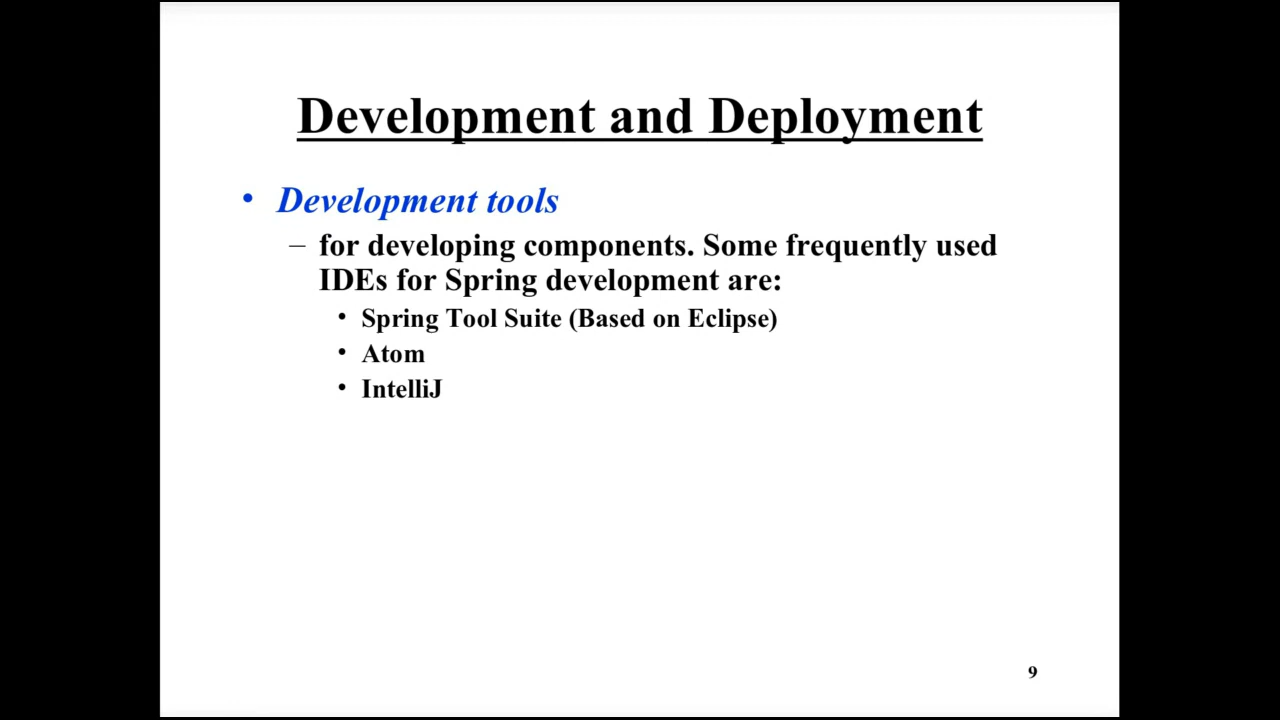 Development and Deployment
• Development tools
– for developing components. Some frequently used
IDEs for Spring development are:
• Spring Tool Suite (Based on Eclipse)
• Atom
• IntelliJ
9